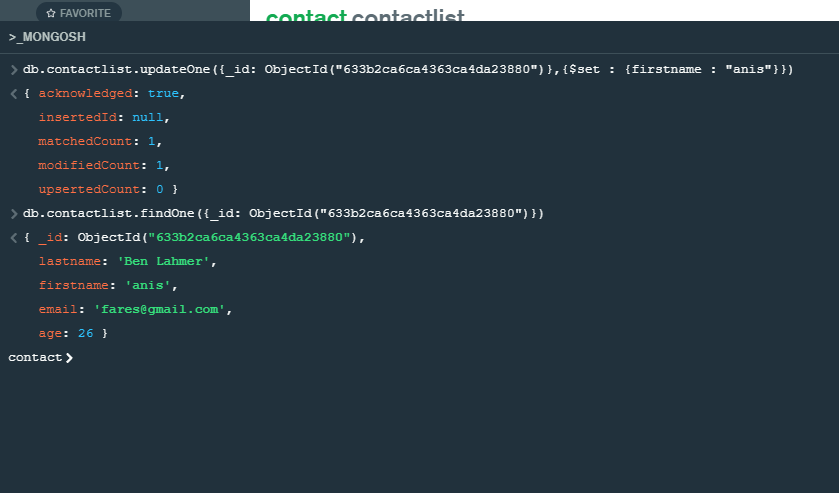 FAVORITE
contact.contactlist
>_MONGOSH
> db.contactlist.updateOne({_id: ObjectId("633b2ca6ca4363ca4da23880")},{$set : {firstname : "anis"}})
< { acknowledged: true,
insertedId: null,
matchedCount: 1,
modifiedCount: 1,
upsertedCount: 0 }
> db.contactlist.findOne({_id: ObjectId("633b2ca6ca4363ca4da23880")})
< { _id: ObjectId("633b2ca6ca4363ca4da23880"),
lastname: 'Ben Lahmer',
firstname: 'anis',
email: 'fares@gmail.com',
age: 26 }
contact>